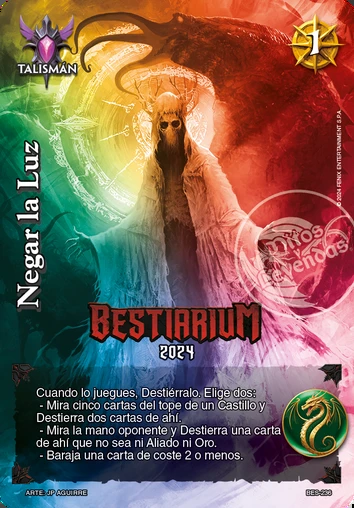 TALISMÁN
1
Negar la Luz
© 2024 FENIX ENTERTAINMENT S.P.A
Mitos y Leyendas
BESTIARIUM
2024
Cuando lo juegues, Destiérralo. Elige dos:
- Mira cinco cartas del tope de un Castillo y
Destierra dos cartas de ahí.
- Mira la mano oponente y Destierra una carta
de ahí que no sea ni Aliado ni Oro.
- Baraja una carta de coste 2 o menos.
ARTE: JP AGUIRRE
BES-236